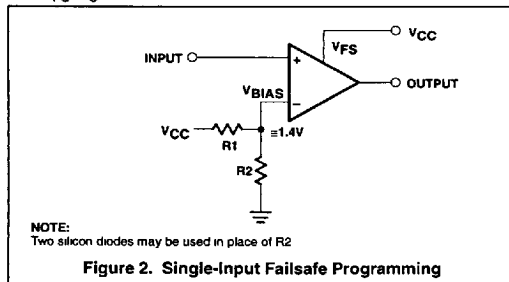 VCC
VFS
INPUT
+
OUTPUT
VBIAS
−
VCC
≡1.4V
R1
R2
NOTE:
Two silicon diodes may be used in place of R2
Figure 2. Single-Input Failsafe Programming